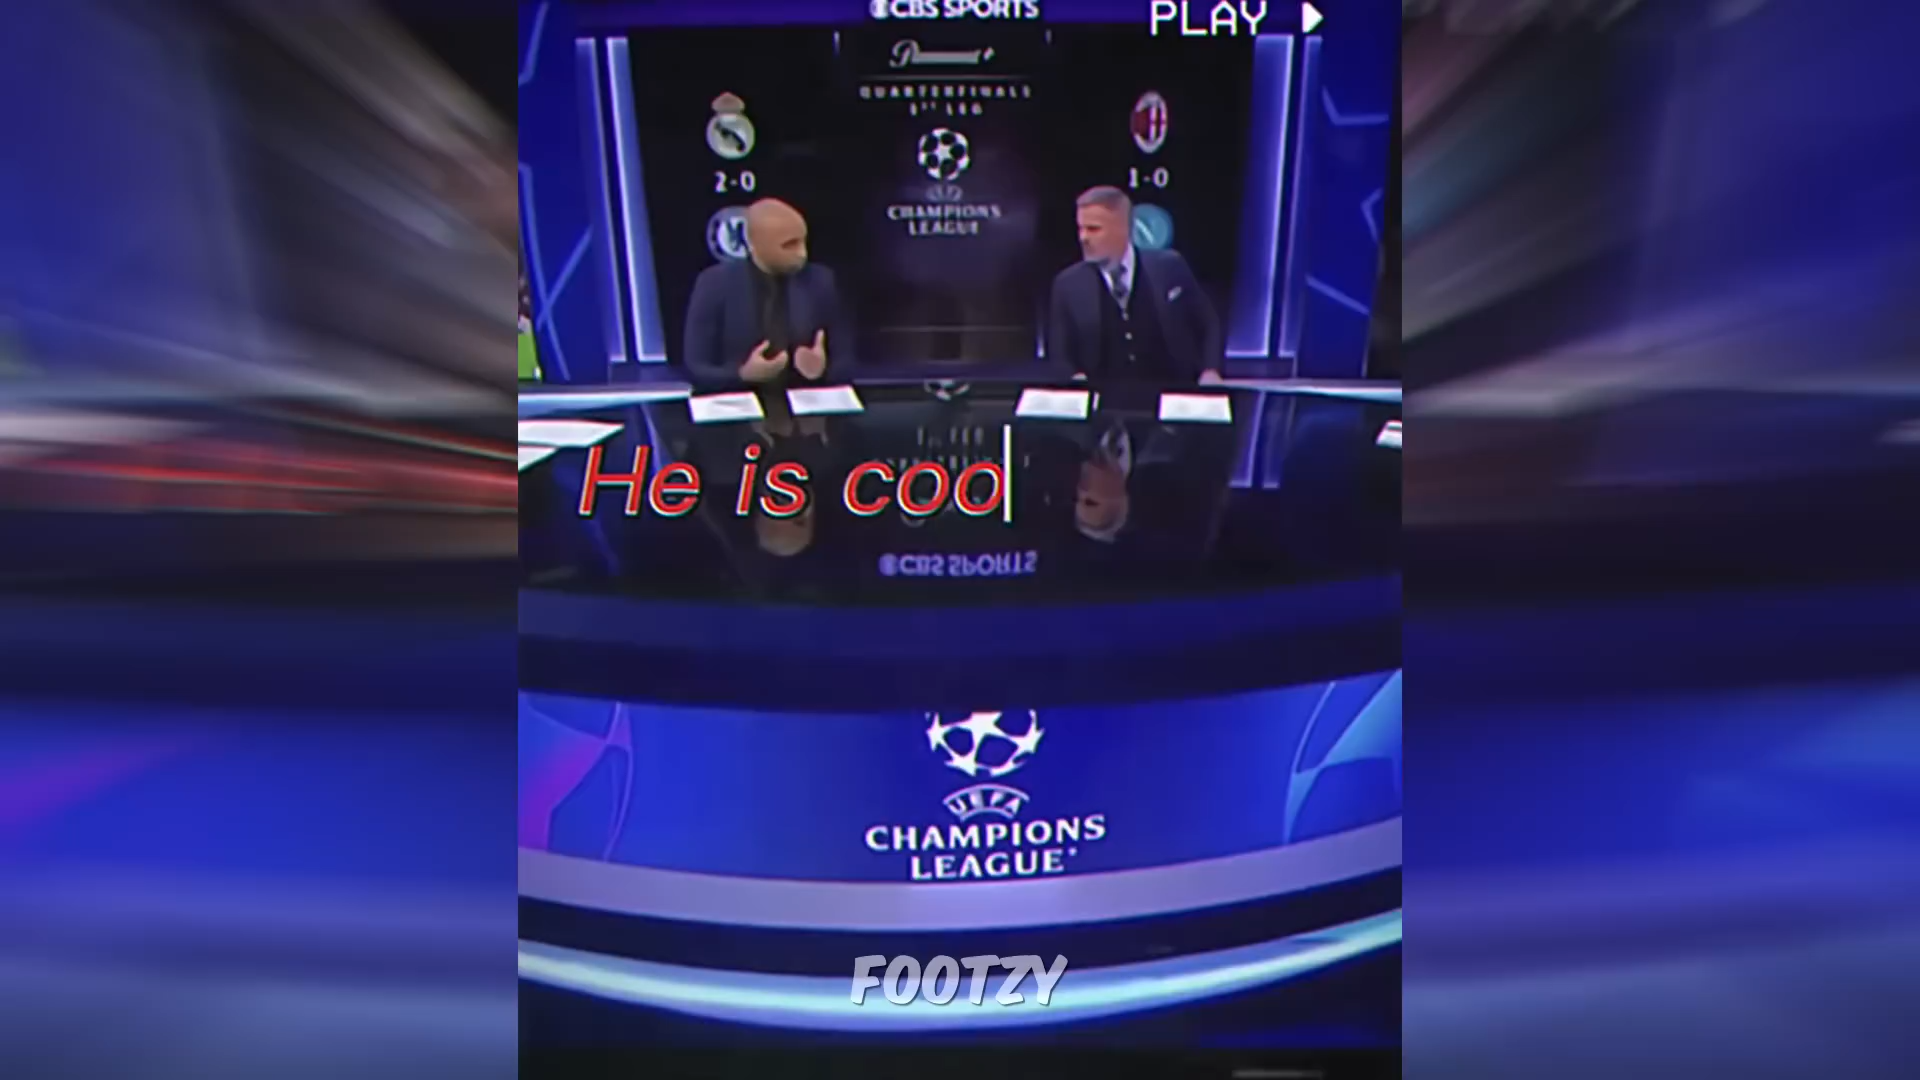 CBS SPORTS
PLAY
Paramount+
QUARTERFINALS
1ST LEG
2-0
1-0
CHAMPIONS
LEAGUE
He is coo
CBS SPORTS
UEFA
CHAMPIONS
LEAGUE
FOOTZY